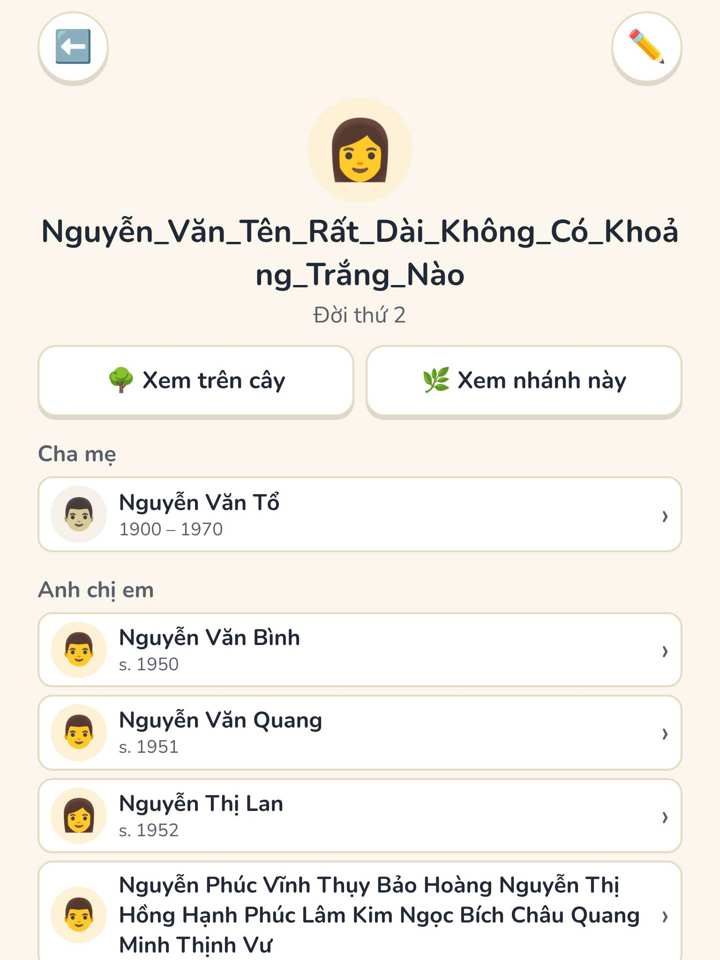 Nguyễn_Văn_Tên_Rất_Dài_Không_Có_Khoả
ng_Trắng_Nào
Đời thứ 2
Xem trên cây
Xem nhánh này
Cha mẹ
Nguyễn Văn Tổ
1900 – 1970
Anh chị em
Nguyễn Văn Bình
s. 1950
Nguyễn Văn Quang
s. 1951
Nguyễn Thị Lan
s. 1952
Nguyễn Phúc Vĩnh Thụy Bảo Hoàng Nguyễn Thị
Hồng Hạnh Phúc Lâm Kim Ngọc Bích Châu Quang
Minh Thịnh Vư